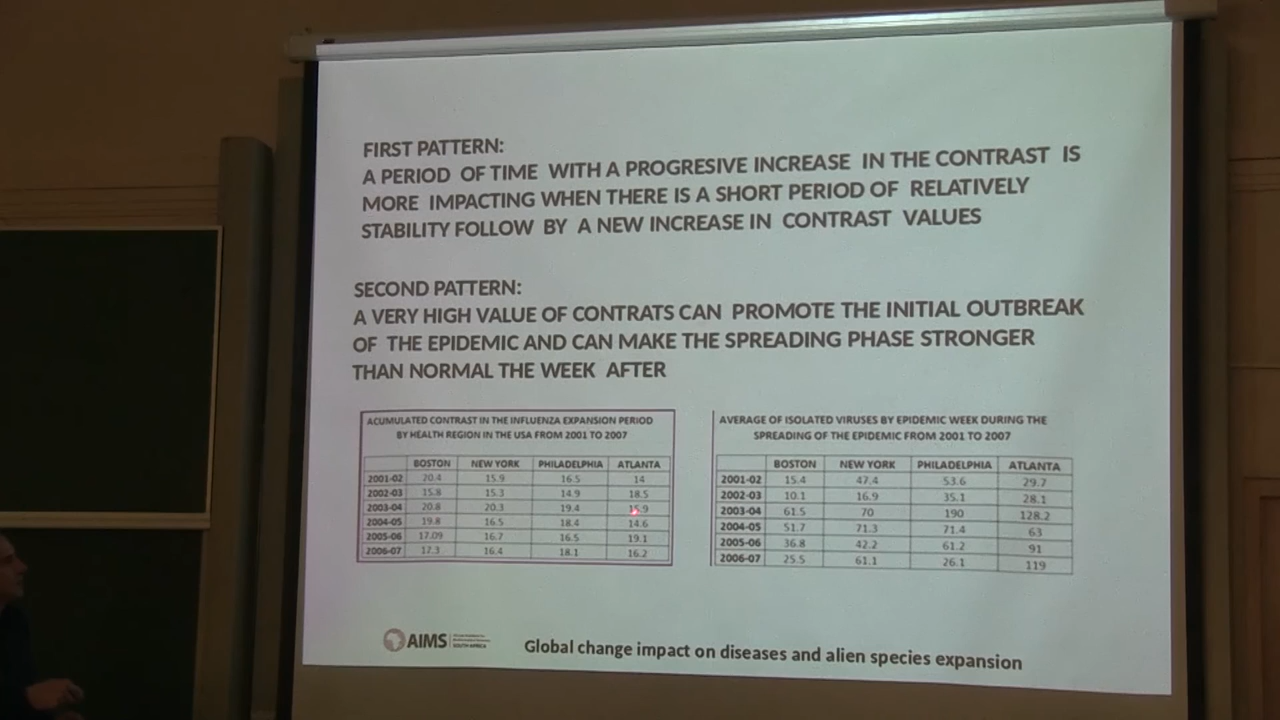 FIRST PATTERN:
A PERIOD OF TIME WITH A PROGRESIVE INCREASE IN THE CONTRAST IS
MORE IMPACTING WHEN THERE IS A SHORT PERIOD OF RELATIVELY
STABILITY FOLLOW BY A NEW INCREASE IN CONTRAST VALUES
SECOND PATTERN:
A VERY HIGH VALUE OF CONTRATS CAN PROMOTE THE INITIAL OUTBREAK
OF THE EPIDEMIC AND CAN MAKE THE SPREADING PHASE STRONGER
THAN NORMAL THE WEEK AFTER
ACUMULATED CONTRAST IN THE INFLUENZA EXPANSION PERIOD
BY HEALTH REGION IN THE USA FROM 2001 TO 2007
BOSTON NEW YORK PHILADELPHIA ATLANTA
2001-02 20.4 15.9 16.5 14
2002-03 15.8 15.3 14.9 18.5
2003-04 20.8 20.3 19.4 15.9
2004-05 19.8 16.5 18.4 14.6
2005-06 17.09 16.7 16.5 19.1
2006-07 16.4 18.1 16.2
AVERAGE OF ISOLATED VIRUSES BY EPIDEMIC WEEK DURING THE
SPREADING OF THE EPIDEMIC FROM 2001 TO 2007
BOSTON NEW YORK PHILADELPHIA ATLANTA
2001-02 15.4 47.4 53.6 29.7
2002-03 10.1 16.9 35.1 28.1
2003-04 61.5 70 190 128.2
2004-05 51.7 71.3 71.4 63
2005-06 36.8 42.2 61.2 91
2006-07 25.5 61.1 26.1 119
AIMS
SOUTH AFRICA
Global change impact on diseases and alien species expansion